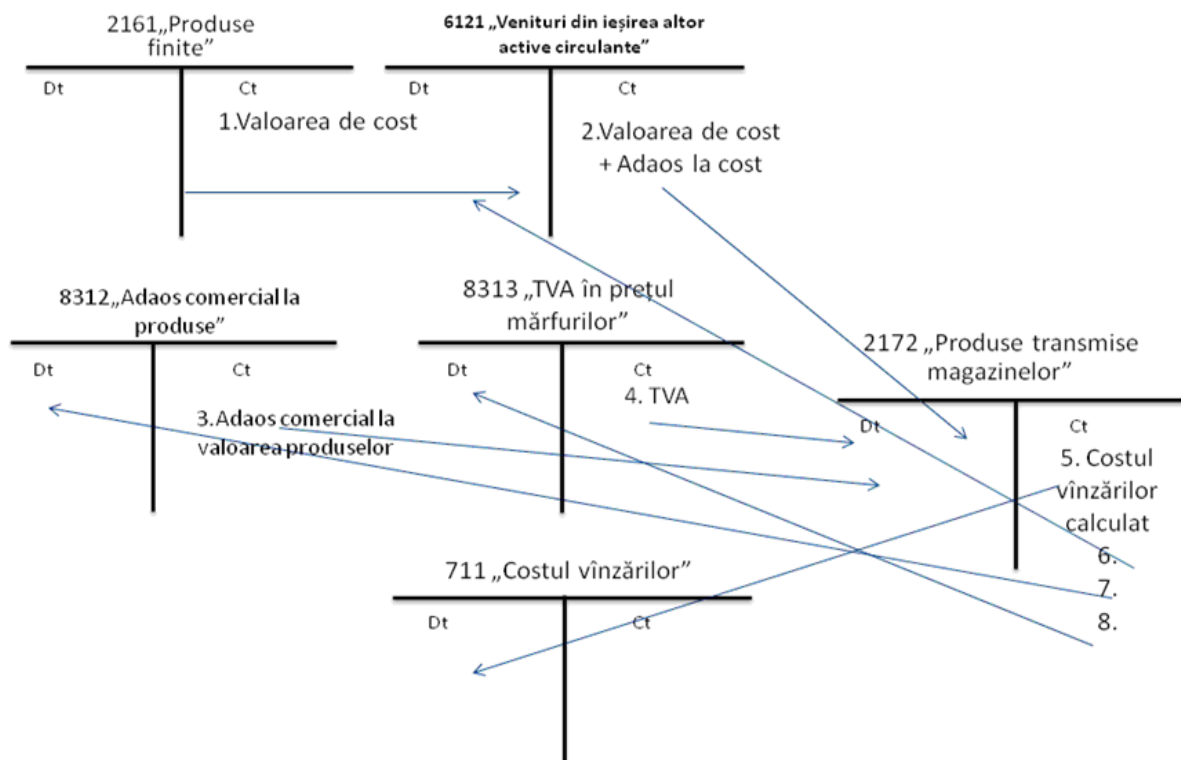 2161„Produse
finite”
Dt
Ct
1.Valoarea de cost
6121 „Venituri din ieșirea altor
active circulante”
Dt
Ct
2.Valoarea de cost
+ Adaos la cost
8312„Adaos comercial la
produse”
Dt
Ct
3.Adaos comercial la
valoarea produselor
8313 „TVA în prețul
mărfurilor”
Dt
Ct
4. TVA
2172 „Produse transmise
magazinelor”
Dt
Ct
5. Costul
vînzărilor
calculat
6.
7.
8.
711 „Costul vînzărilor”
Dt
Ct